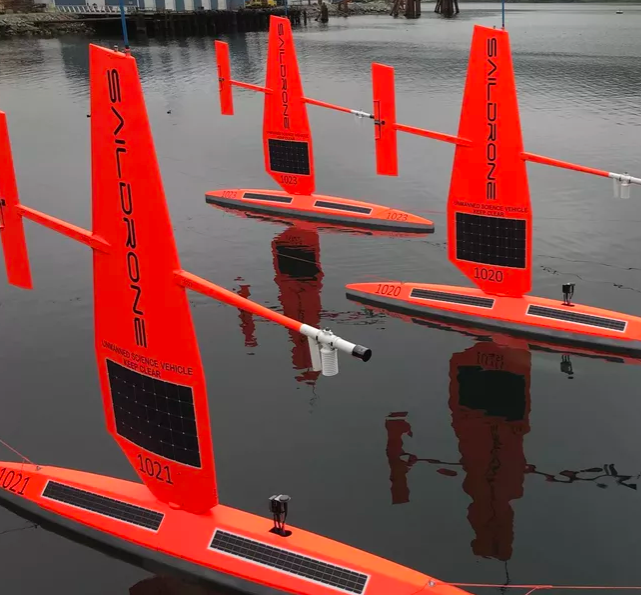 SAILDRONE
UNMANNED SCIENCE VEHICLE
KEEP CLEAR
1021
1021
SAILDRONE
1023
1023
SAILDRONE
UNMANNED SCIENCE VEHICLE
KEEP CLEAR
1020
1020